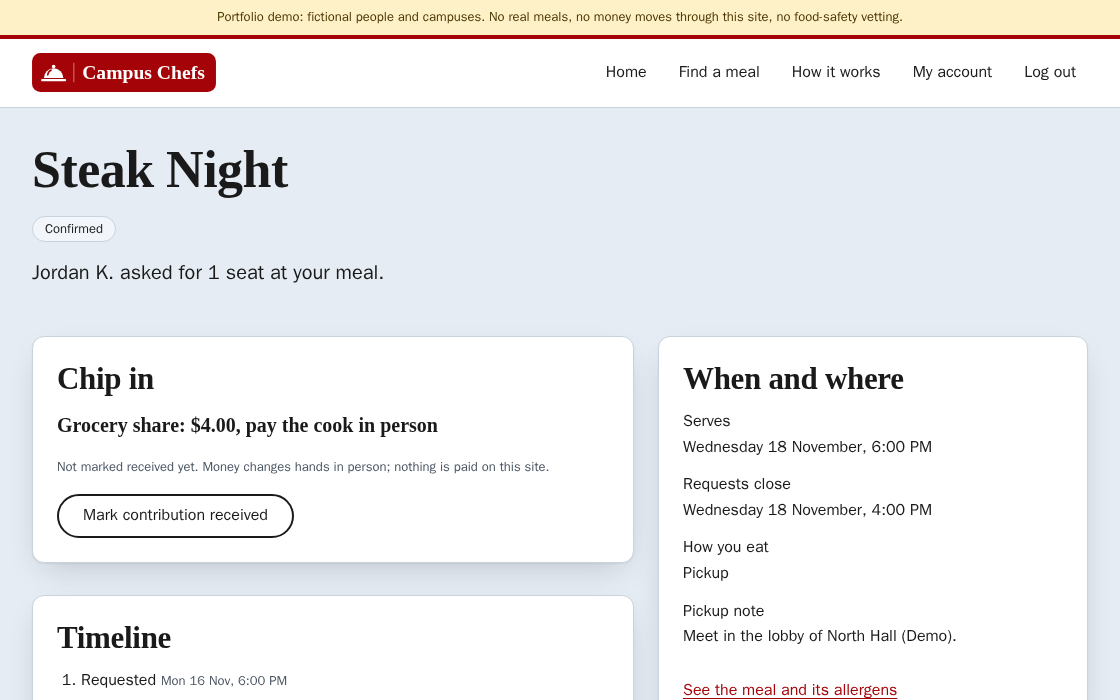 Portfolio demo: fictional people and campuses. No real meals, no money moves through this site, no food-safety vetting.
Campus Chefs
Home
Find a meal
How it works
My account
Log out
Steak Night
Confirmed
Jordan K. asked for 1 seat at your meal.
Chip in
Grocery share: $4.00, pay the cook in person
Not marked received yet. Money changes hands in person; nothing is paid on this site.
Mark contribution received
Timeline
1. Requested Mon 16 Nov, 6:00 PM
When and where
Serves
Wednesday 18 November, 6:00 PM
Requests close
Wednesday 18 November, 4:00 PM
How you eat
Pickup
Pickup note
Meet in the lobby of North Hall (Demo).
See the meal and its allergens